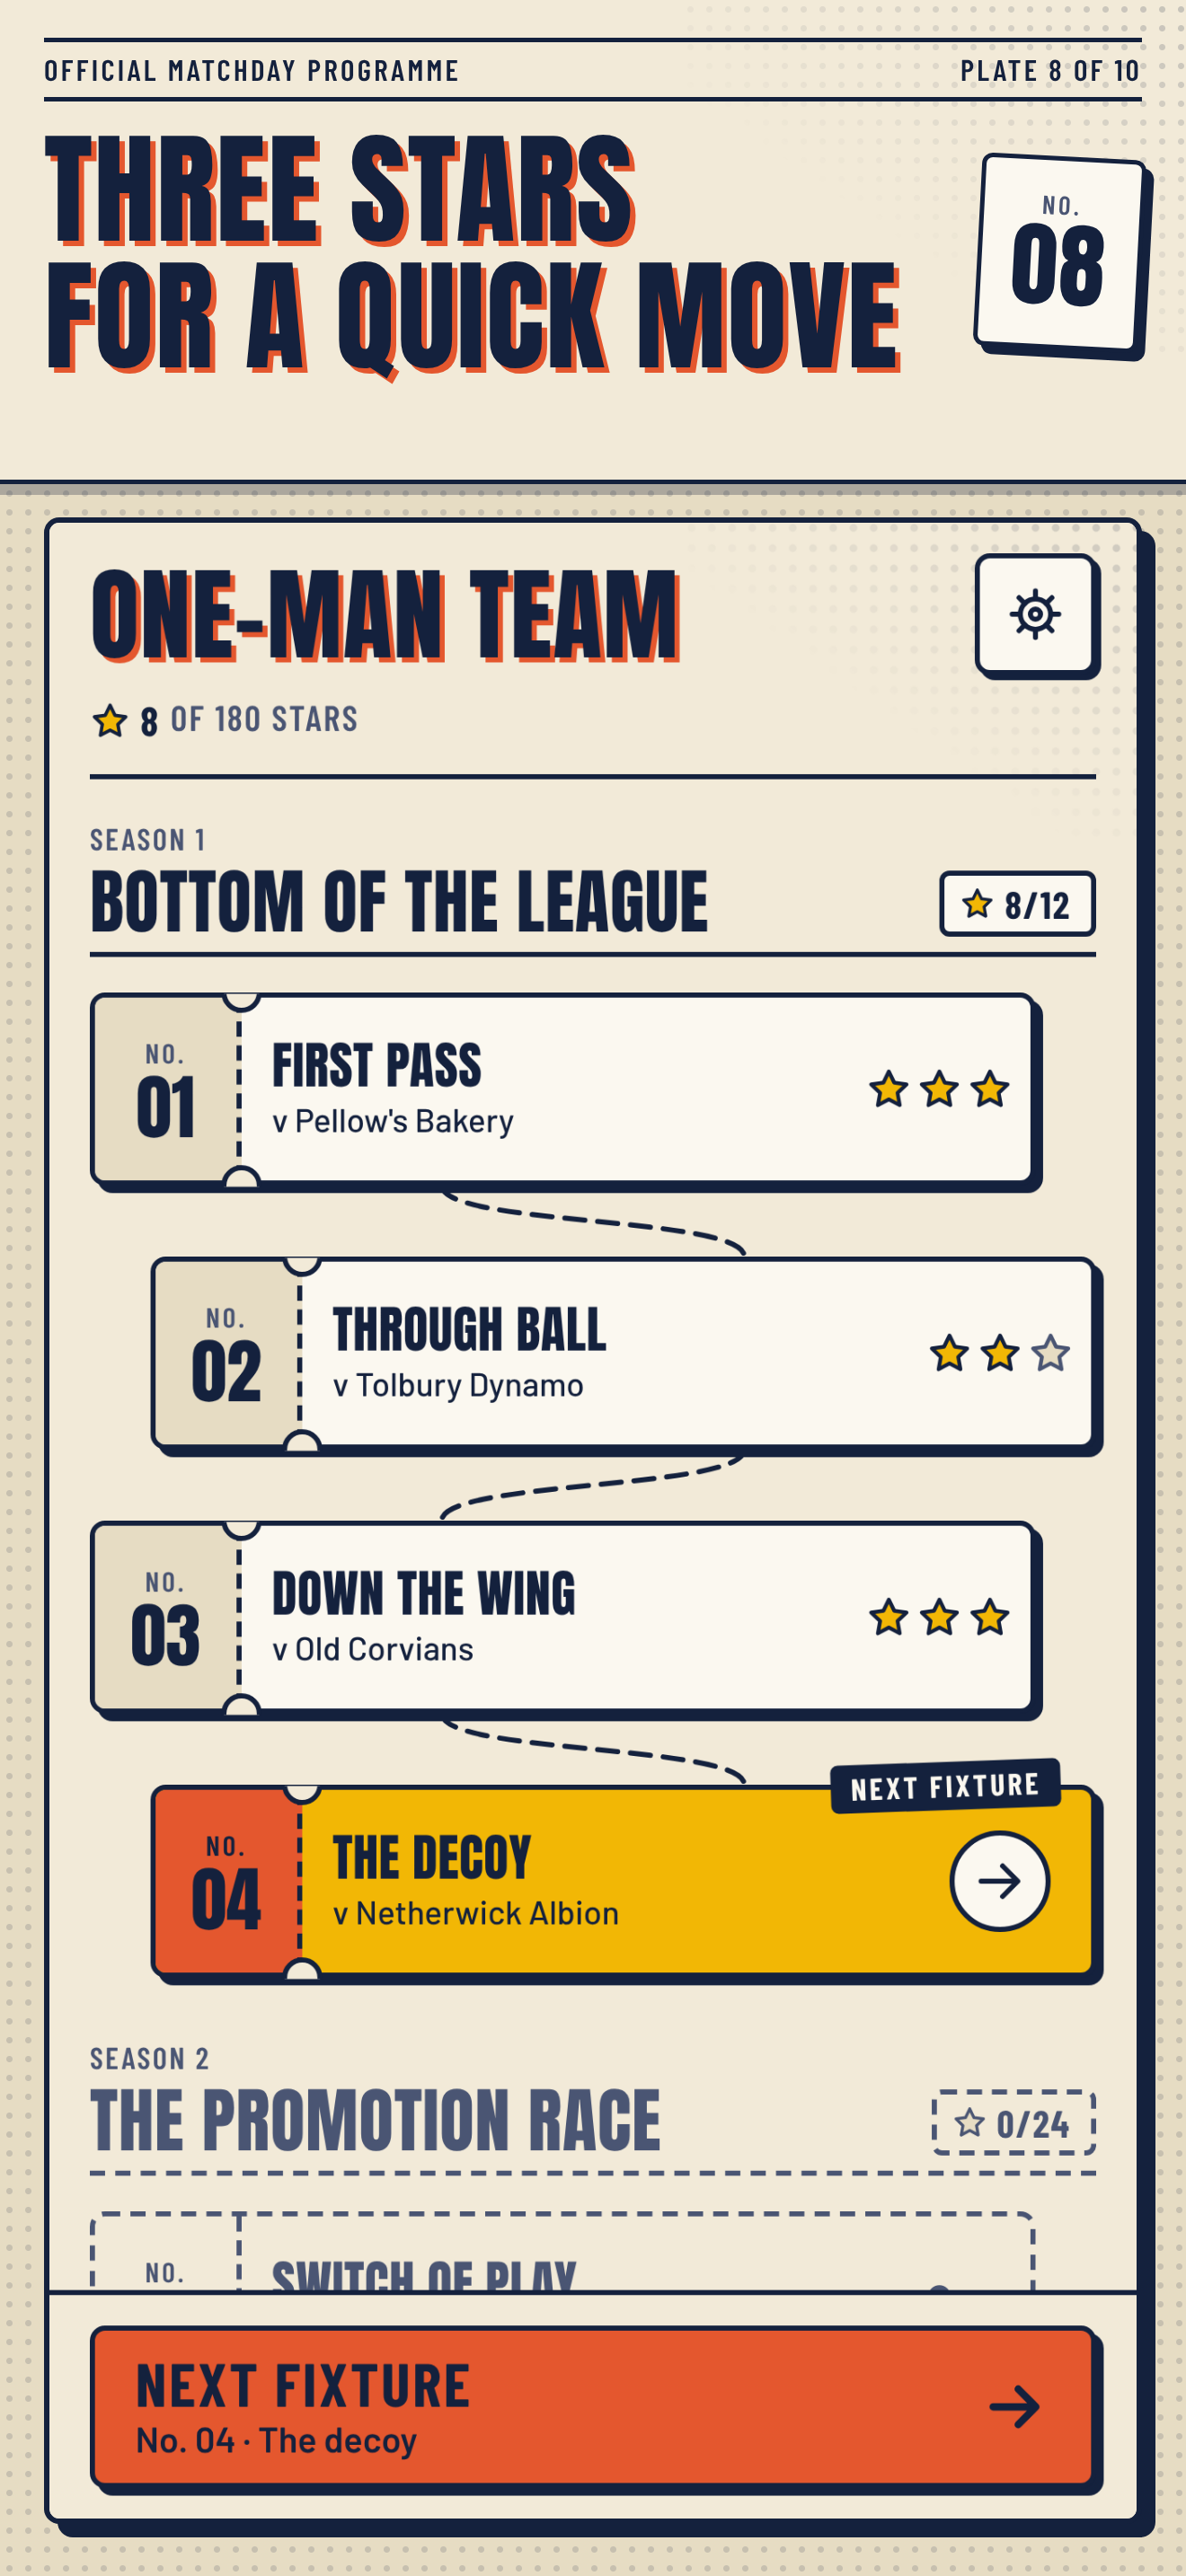 OFFICIAL MATCHDAY PROGRAMME
PLATE 8 OF 10
THREE STARS
FOR A QUICK MOVE
NO.
08
ONE-MAN TEAM
8 OF 180 STARS
SEASON 1
BOTTOM OF THE LEAGUE
8/12
NO.
01
FIRST PASS
v Pellow's Bakery
NO.
02
THROUGH BALL
v Tolbury Dynamo
NO.
03
DOWN THE WING
v Old Corvians
NEXT FIXTURE
NO.
04
THE DECOY
v Netherwick Albion
SEASON 2
THE PROMOTION RACE
0/24
NO.
SWITCH OF PLAY
NEXT FIXTURE
No. 04 · The decoy